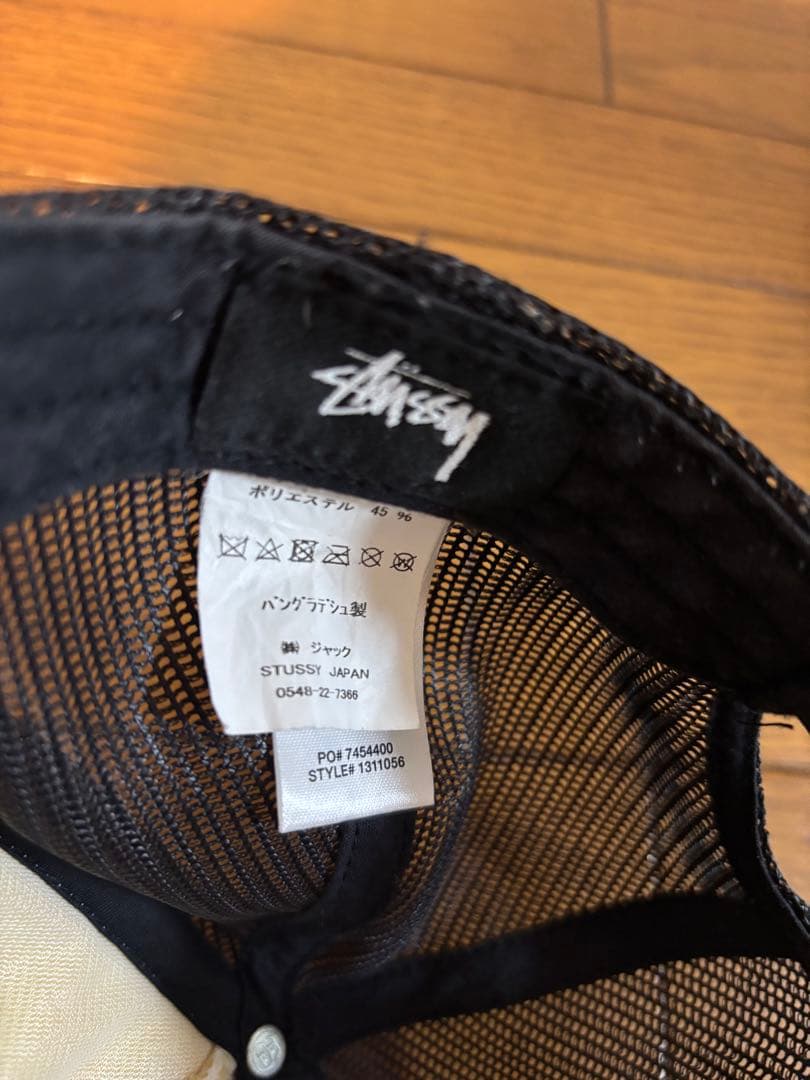 STÜSSY
ポリエステル 45 %
バングラデシュ製
㈱ ジャック
STUSSY JAPAN
0548-22-7366
PO# 7454400
STYLE# 1311056